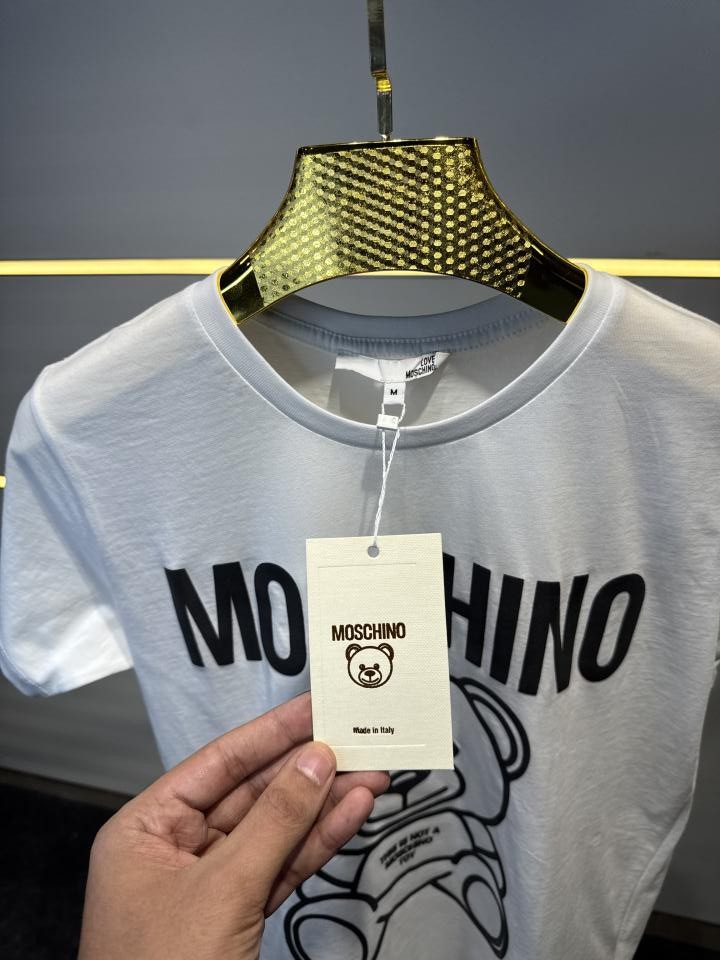 LOVE
MOSCHINO
M
MO HINO
MOSCHINO
Made in Italy
THIS IS NOT A
MOSCHINO
TOY